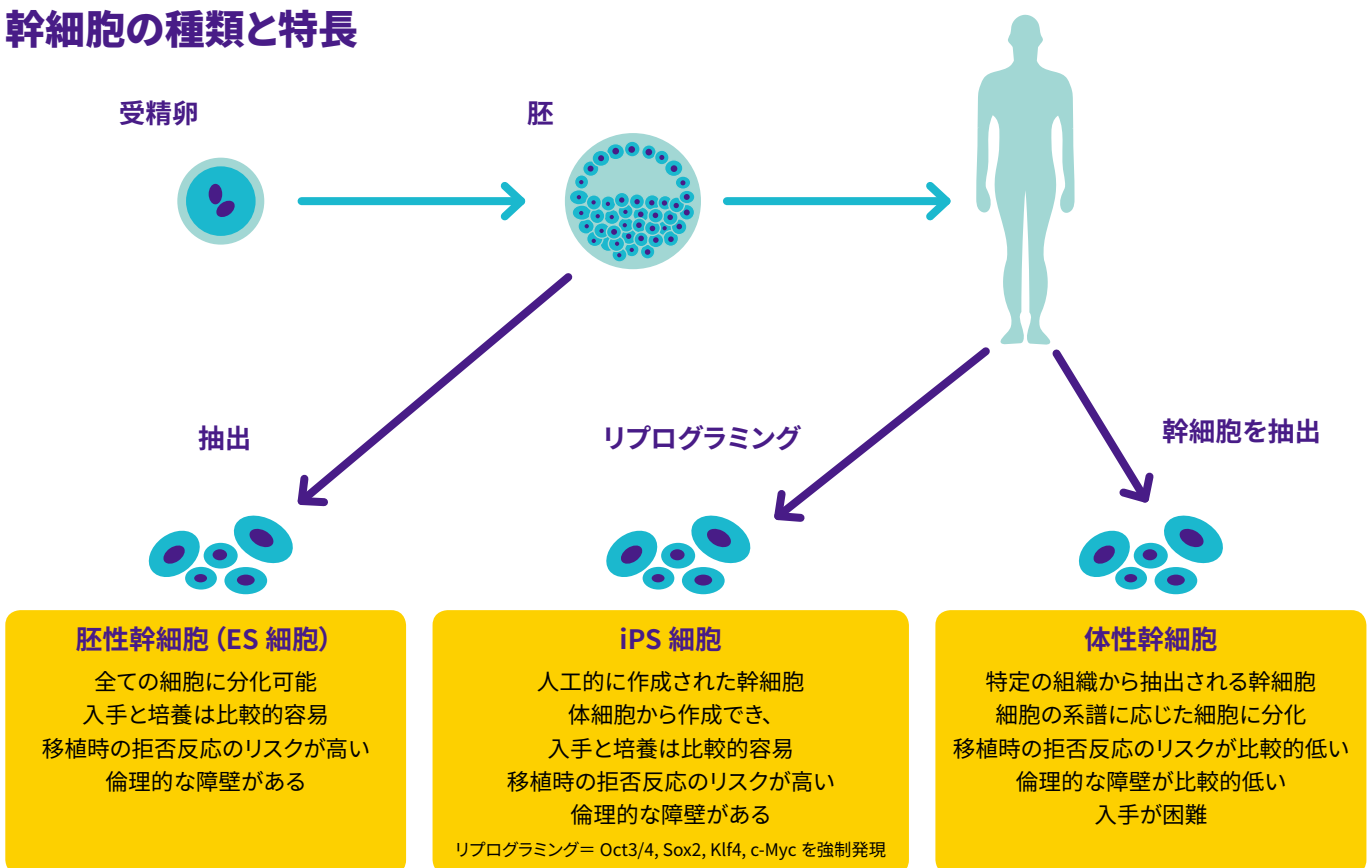 幹細胞の種類と特長
受精卵
胚
抽出
リプログラミング
幹細胞を抽出
胚性幹細胞（ES 細胞）
全ての細胞に分化可能
入手と培養は比較的容易
移植時の拒否反応のリスクが高い
倫理的な障壁がある
iPS 細胞
人工的に作成された幹細胞
体細胞から作成でき、
入手と培養は比較的容易
移植時の拒否反応のリスクが高い
倫理的な障壁がある
リプログラミング＝ Oct3/4, Sox2, Klf4, c-Myc を強制発現
体性幹細胞
特定の組織から抽出される幹細胞
細胞の系譜に応じた細胞に分化
移植時の拒否反応のリスクが比較的低い
倫理的な障壁が比較的低い
入手が困難